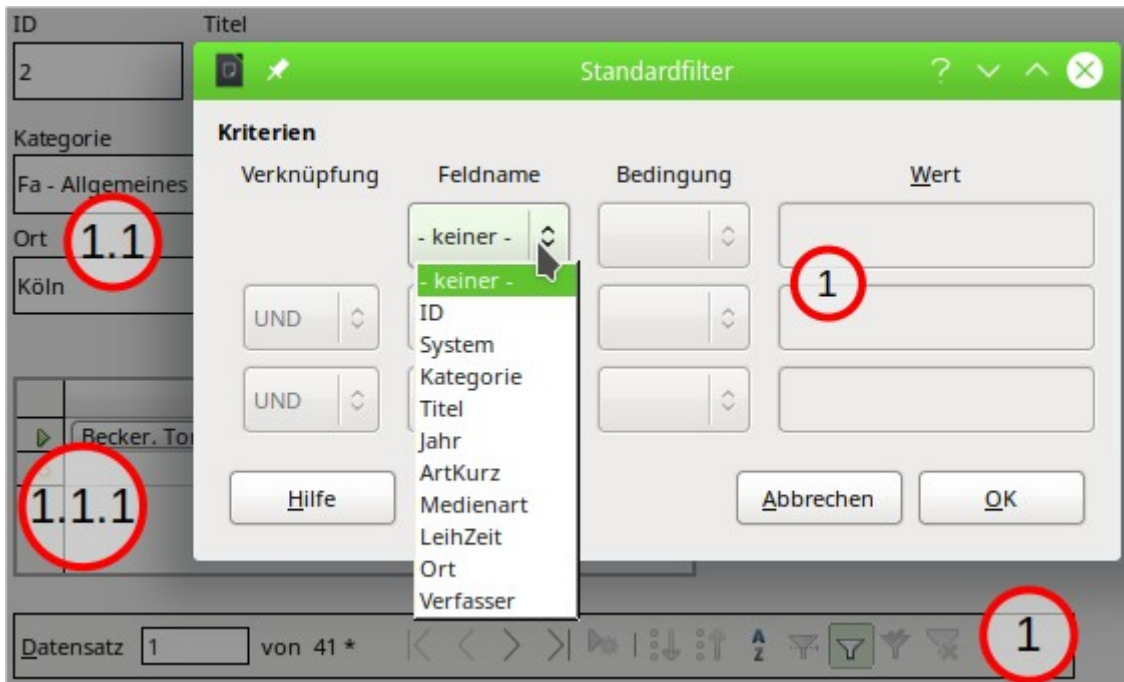 ID Titel
2
Standardfilter
Kategorie
Kriterien
Fa - Allgemeines
Verknüpfung Feldname Bedingung Wert
Ort
1.1
- keiner -
Köln
1
- keiner -
UND
ID
System
Kategorie
UND
Titel
Jahr
Becker. To
ArtKurz
1.1.1
Hilfe
Medienart
Abbrechen OK
LeihZeit
Ort
Verfasser
Datensatz 1 von 41 *
A
Z
1